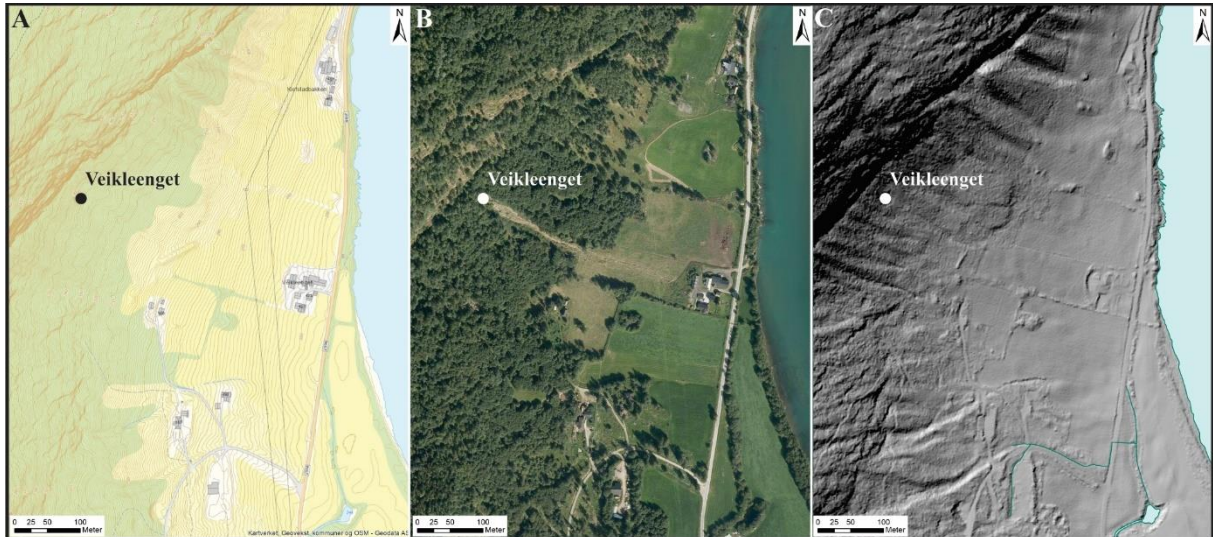 A
N
Kolstadbakken
Veikleenget
0 25 50 100
Meter
Kartverket, Geovekst, kommuner og OSM - Geodata AS
B
N
Veikleenget
0 25 50 100
Meter
C
N
Veikleenget
0 25 50 100
Meter